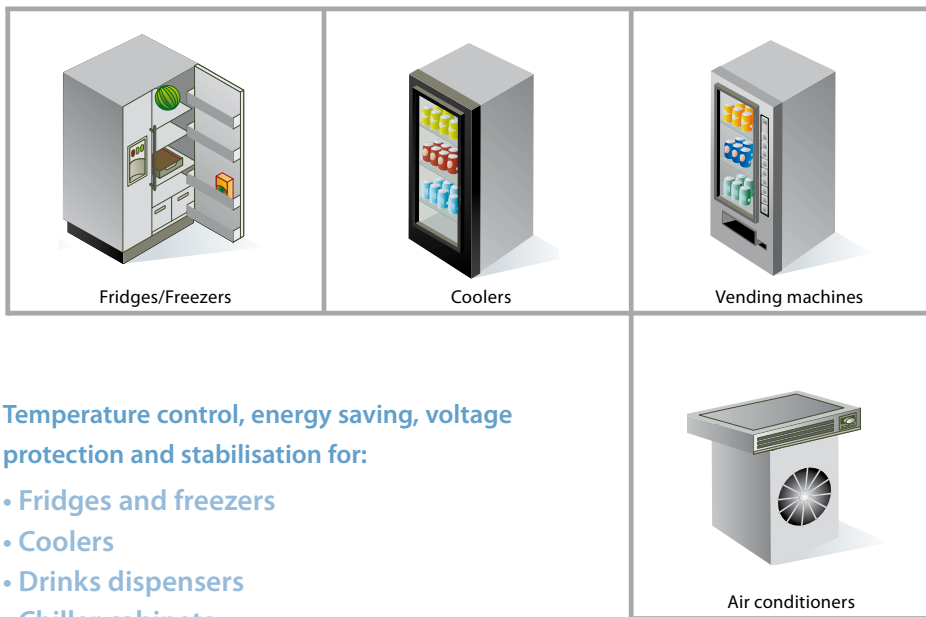 Fridges/Freezers
Coolers
Vending machines
Temperature control, energy saving, voltage
protection and stabilisation for:
• Fridges and freezers
• Coolers
• Drinks dispensers
Air conditioners